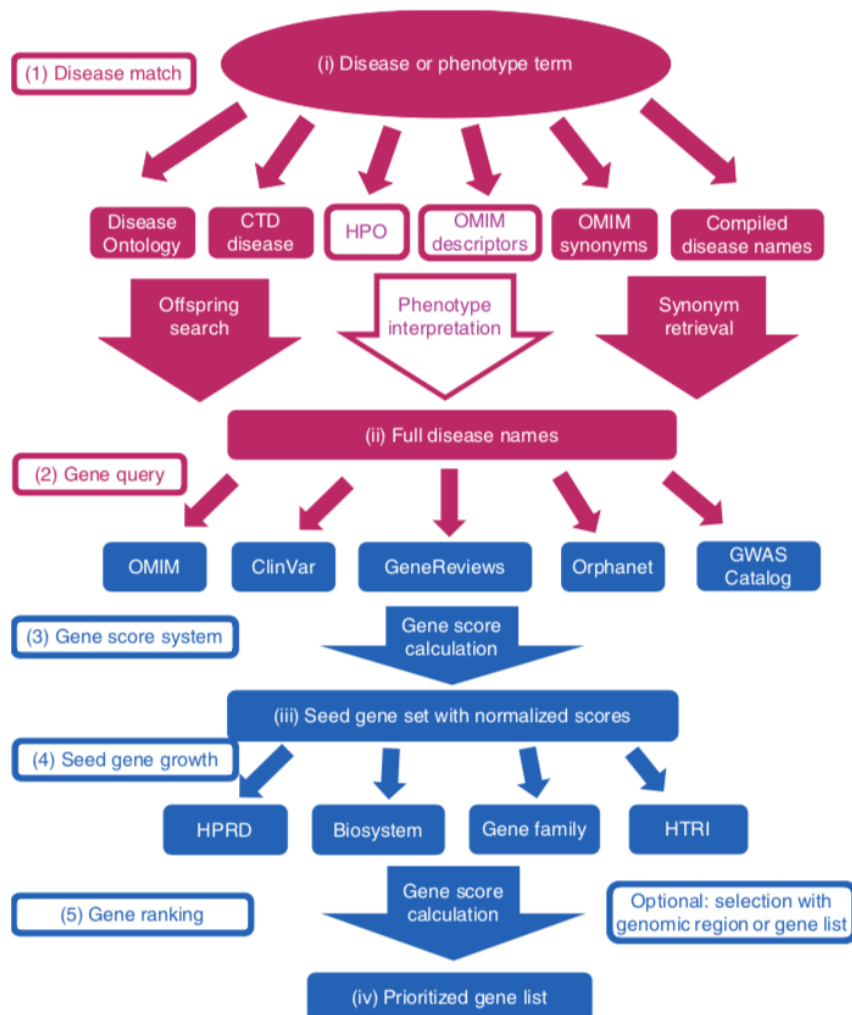 (i) Disease or phenotype term
(1) Disease match
Disease
Ontology
CTD
disease
HPO
OMIM
descriptors
OMIM
synonyms
Compiled
disease names
Offspring
search
Phenotype
interpretation
Synonym
retrieval
(ii) Full disease names
(2) Gene query
OMIM
ClinVar
GeneReviews
Orphanet
GWAS
Catalog
(3) Gene score system
Gene score
calculation
(iii) Seed gene set with normalized scores
(4) Seed gene growth
HPRD
Biosystem
Gene family
HTRI
(5) Gene ranking
Gene score
calculation
Optional: selection with
genomic region or gene list
(iv) Prioritized gene list